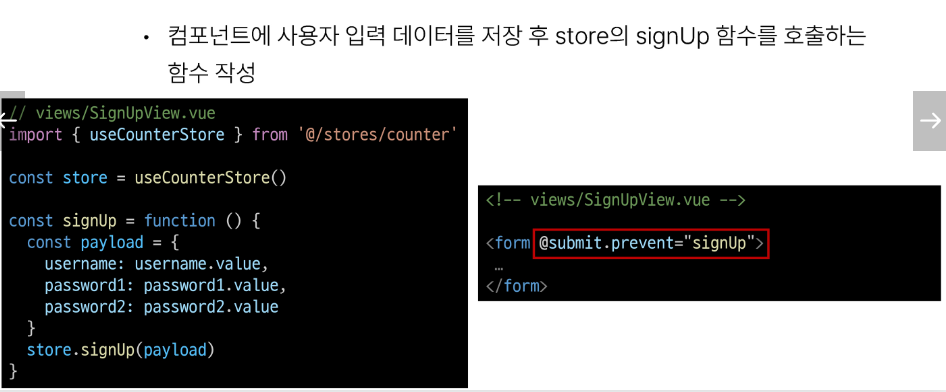 • 컴포넌트에 사용자 입력 데이터를 저장 후 store의 signUp 함수를 호출하는
함수 작성
// views/SignUpView.vue
import { useCounterStore } from '@/stores/counter'
const store = useCounterStore()
const signUp = function () {
  const payload = {
    username: username.value,
    password1: password1.value,
    password2: password2.value
  }
  store.signUp(payload)
}
<!-- views/SignUpView.vue -->
<form @submit.prevent="signUp">
…
</form>